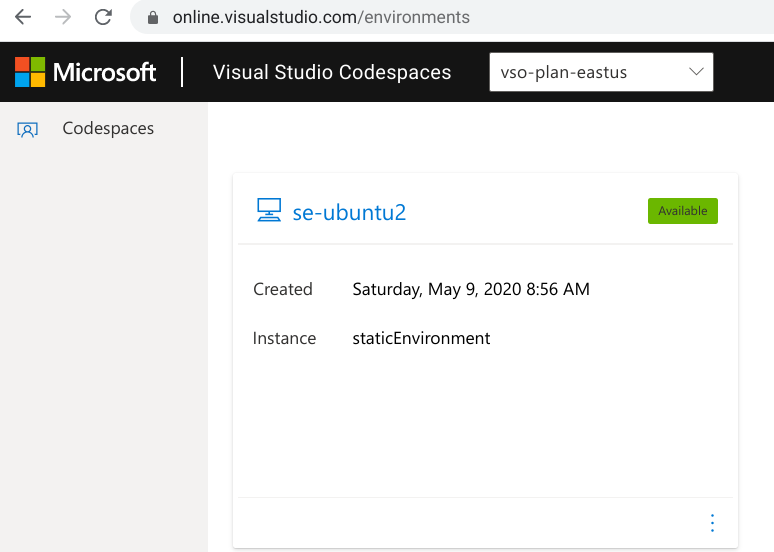 online.visualstudio.com/environments
Microsoft
Visual Studio Codespaces
vso-plan-eastus
Codespaces
se-ubuntu2
Available
Created Saturday, May 9, 2020 8:56 AM
Instance staticEnvironment